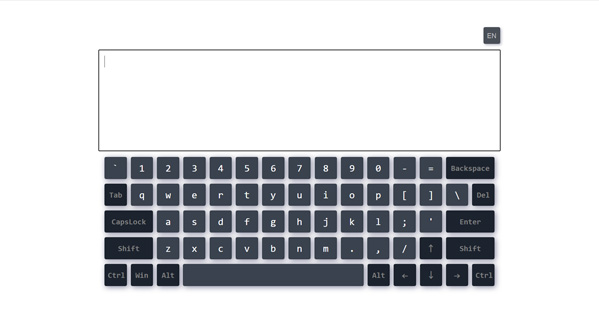 EN
` 1 2 3 4 5 6 7 8 9 0 - = Backspace
Tab q w e r t y u i o p [ ] \ Del
CapsLock a s d f g h j k l ; ' Enter
Shift z x c v b n m . , / ↑ Shift
Ctrl Win Alt Alt ← ↓ → Ctrl